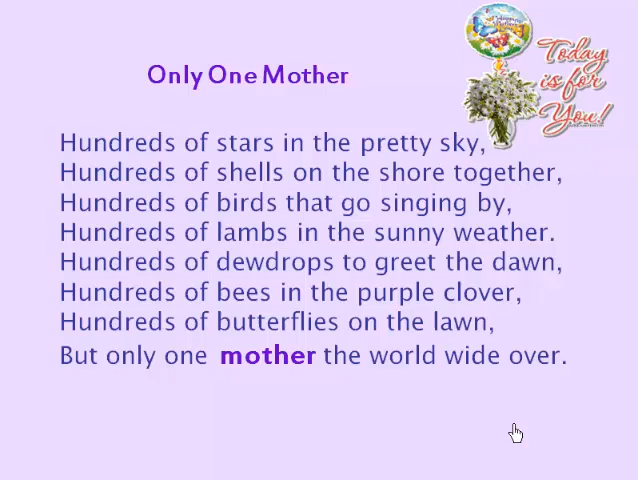 Only One Mother
Today
is for
You!
Hundreds of stars in the pretty sky,
Hundreds of shells on the shore together,
Hundreds of birds that go singing by,
Hundreds of lambs in the sunny weather.
Hundreds of dewdrops to greet the dawn,
Hundreds of bees in the purple clover,
Hundreds of butterflies on the lawn,
But only one mother the world wide over.